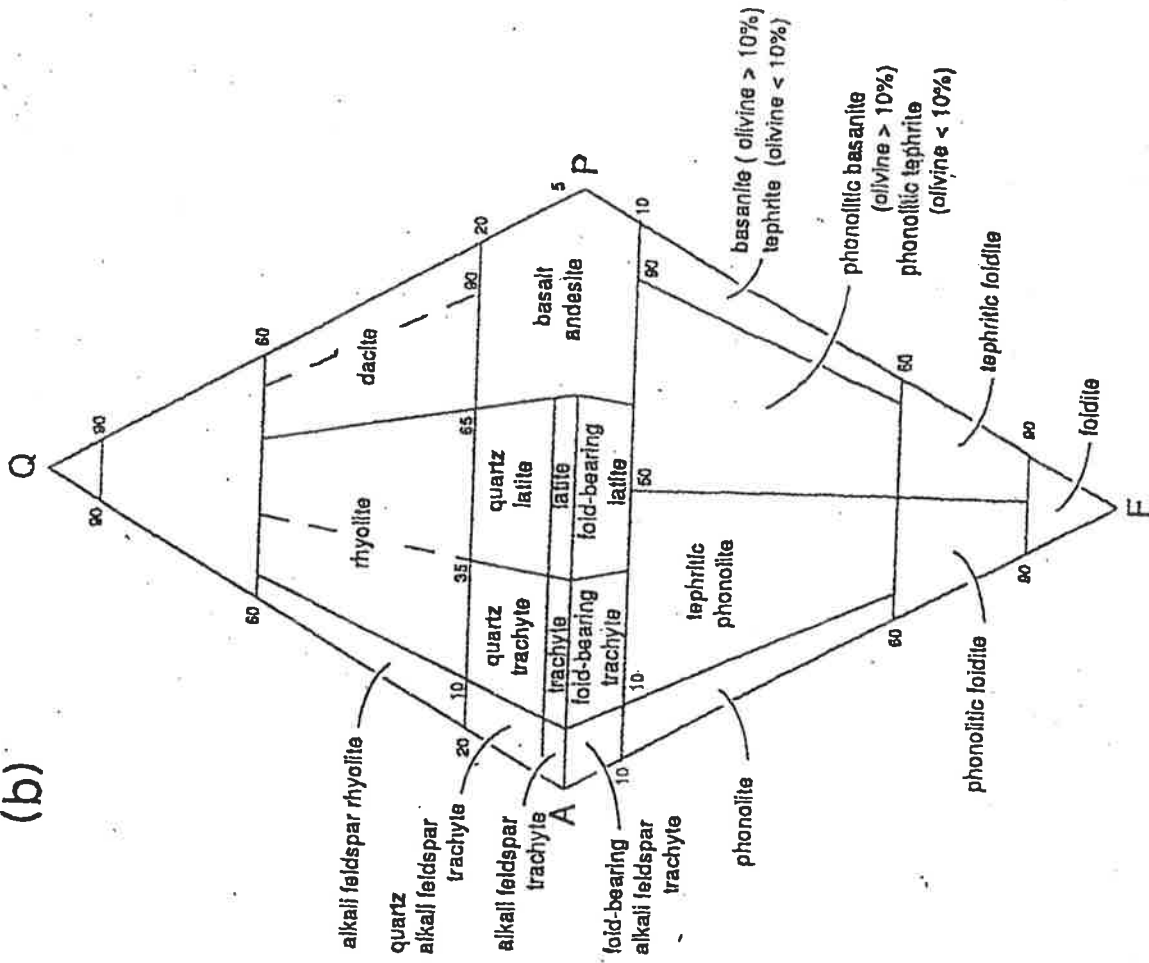 (b)
Q
90
90
60
60
alkali feldspar rhyolite
rhyolite
dacite
20
10
35
65
90
20
quartz
alkali feldspar
trachyte
quartz
trachyte
quartz
latite
basalt
andesite
5
alkali feldspar
trachyte
trachyte
latite
A
P
fold-bearing
alkali feldspar
trachyte
foid-bearing
trachyte
foid-bearing
latite
10
10
50
90
10
basanite ( olivine > 10%)
tephrite (olivine < 10%)
tephritic
phonolite
phonolitic basanite
(olivine > 10%)
phonolitic tephrite
(olivine < 10%)
phonolite
60
60
phonolitic foidite
tephritic foidite
90
90
foidite
F